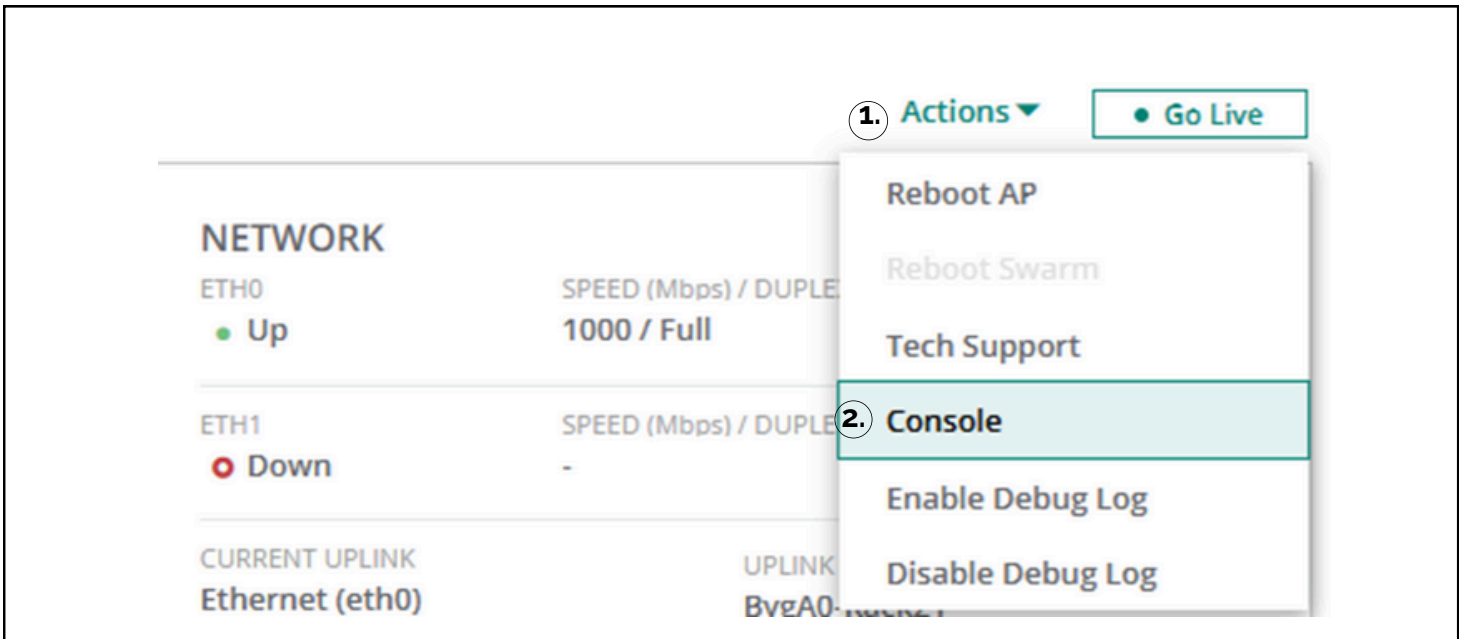 1. Actions Go Live
Reboot AP
NETWORK
Reboot Swarm
ETH0 SPEED (Mbps) / DUPLE
Up 1000 / Full
Tech Support
ETH1 SPEED (Mbps) / DUPLE
2. Console
Down -
Enable Debug Log
CURRENT UPLINK UPLINK
Disable Debug Log
Ethernet (eth0)